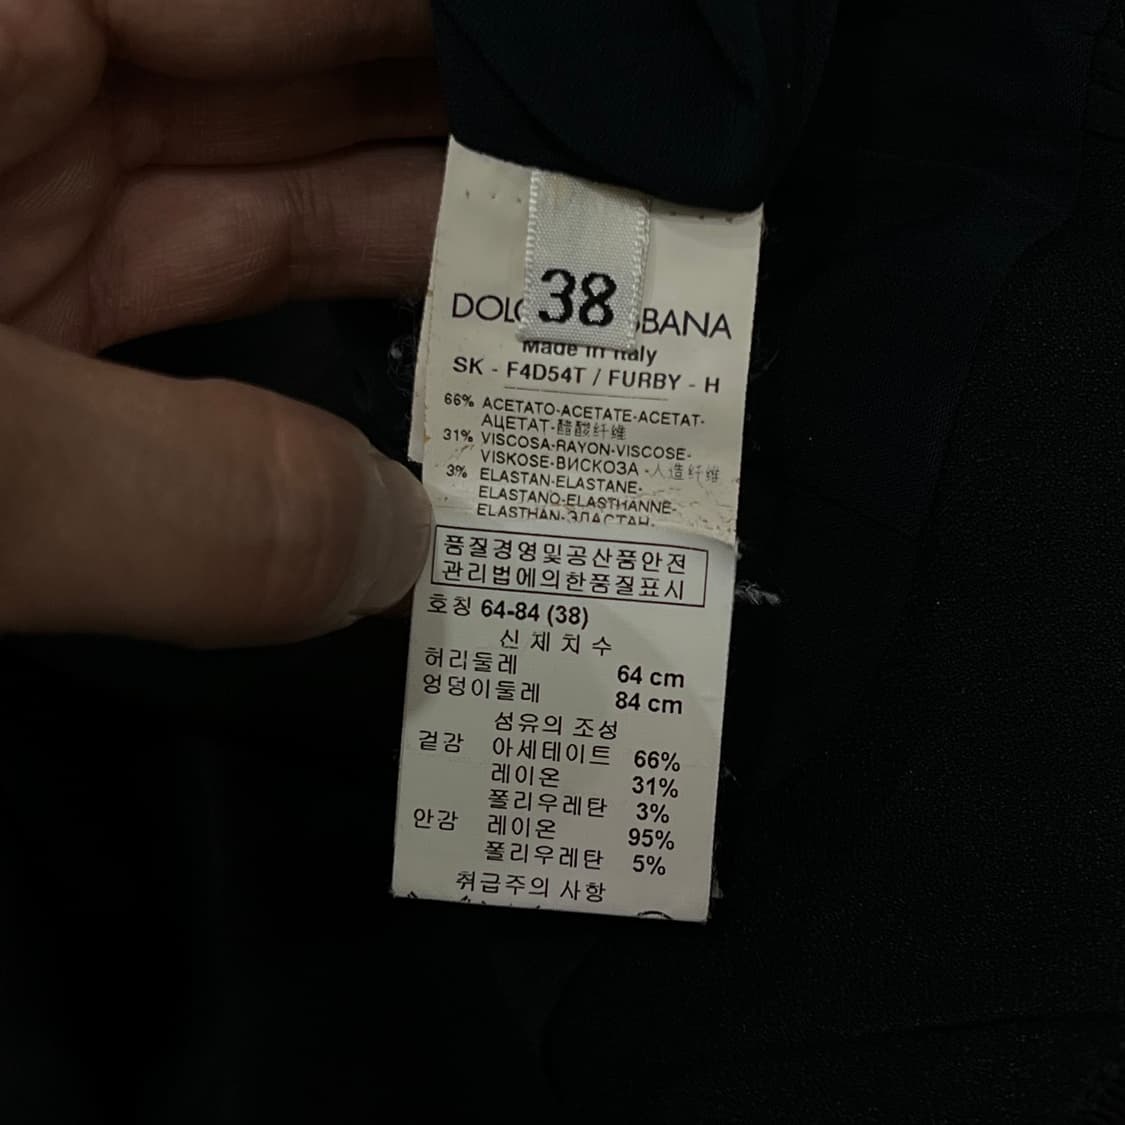 38
DOL BBANA
Made in Italy
SK - F4D54T / FURBY - H
66% ACETATO-ACETATE-ACETAT-
АЦЕТАТ-醋酸纤维
31% VISCOSA-RAYON-VISCOSE-
VISKOSE-ВИСКОЗА -人造纤维
3% ELASTAN-ELASTANE-
ELASTANO-ELASTHANNE-
ELASTHAN-ЭЛАСТАН-
품질경영및공산품안젼
관리법에의한품질표시
호칭 64-84 (38)
신 체 치 수
허리둘레 64 cm
엉덩이둘레 84 cm
섬유의 조성
겉감 아세테이트 66%
레이온 31%
폴리우레탄 3%
안감 레이온 95%
폴리우레탄 5%
취급주의 사항